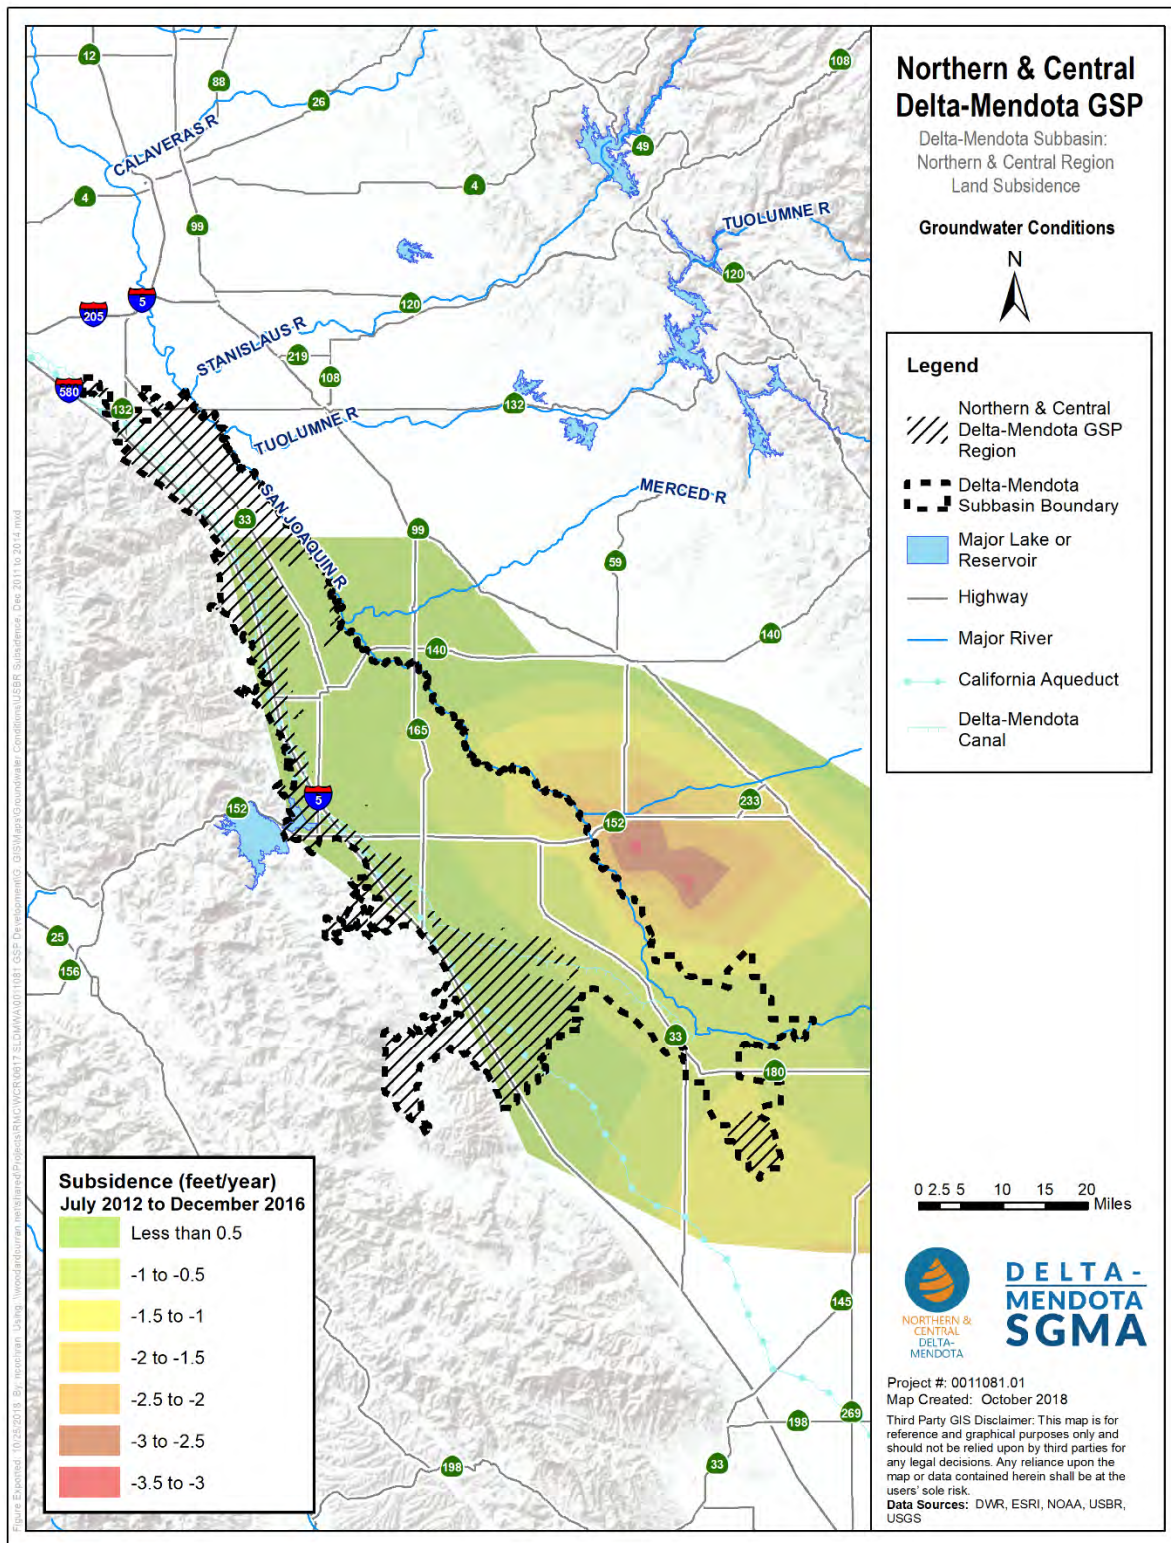 Northern & Central
Delta-Mendota GSP
Delta-Mendota Subbasin:
Northern & Central Region
Land Subsidence
Groundwater Conditions
N
Legend
Northern & Central
Delta-Mendota GSP
Region
Delta-Mendota
Subbasin Boundary
Major Lake or
Reservoir
Highway
Major River
California Aqueduct
Delta-Mendota
Canal
0 2.5 5 10 15 20
Miles
NORTHERN &
CENTRAL
DELTA-
MENDOTA
DELTA-
MENDOTA
SGMA
Project #: 0011081.01
Map Created: October 2018
Third Party GIS Disclaimer: This map is for
reference and graphical purposes only and
should not be relied upon by third parties for
any legal decisions. Any reliance upon the
map or data contained herein shall be at the
users' sole risk.
Data Sources: DWR, ESRI, NOAA, USBR,
USGS
12
88
26
108
CALAVERAS R
49
4
4
99
TUOLUMNE R
120
5
205
120
STANISLAUS R
219
108
580
132
132
TUOLUMNE R
MERCED R
SAN JOAQUIN R
33
99
59
140
140
165
5
152
233
152
25
156
33
180
145
198
269
33
198
Subsidence (feet/year)
July 2012 to December 2016
Less than 0.5
-1 to -0.5
-1.5 to -1
-2 to -1.5
-2.5 to -2
-3 to -2.5
-3.5 to -3